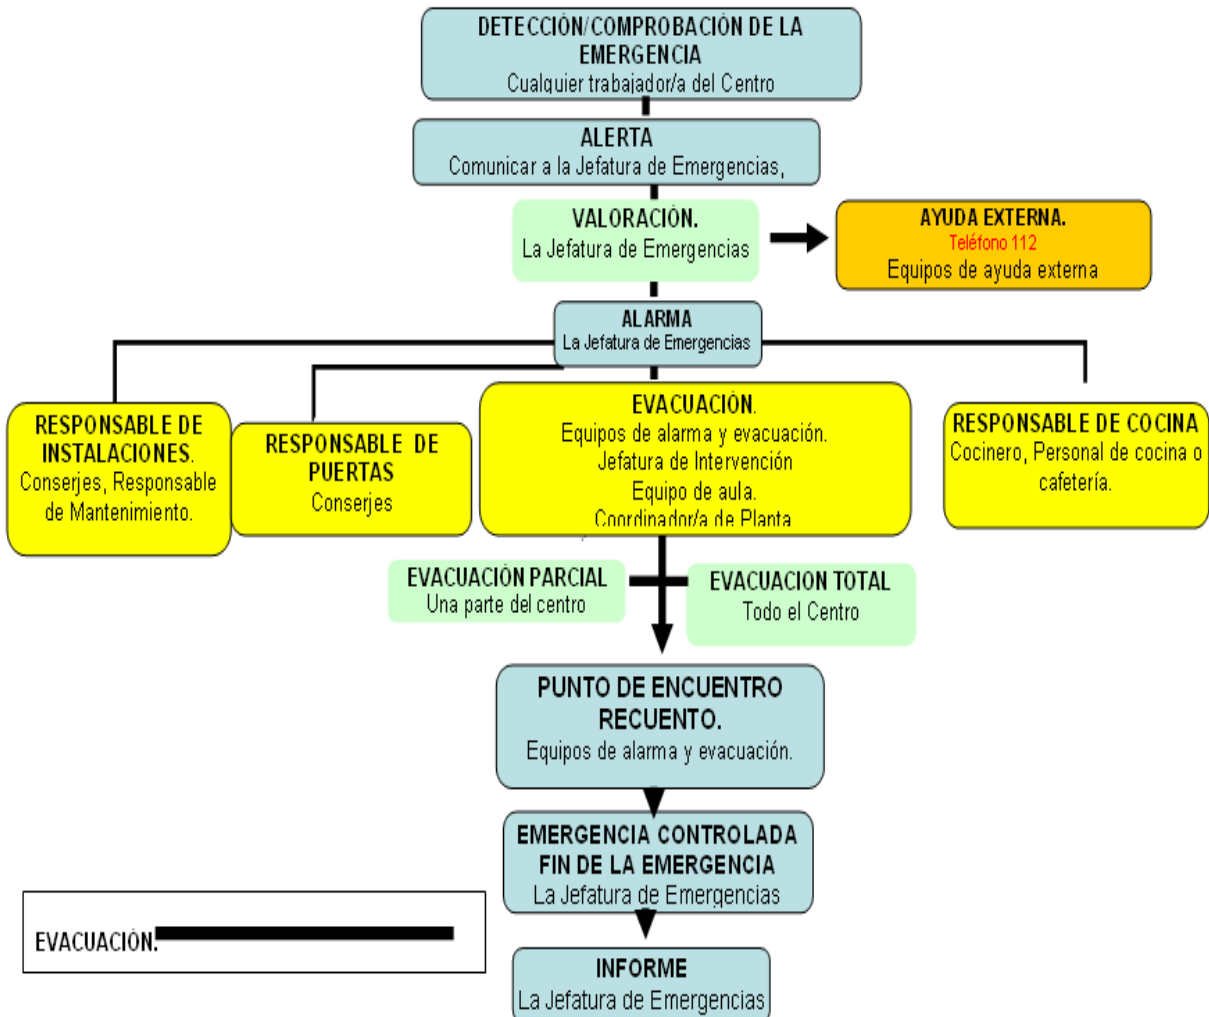 DETECCIÓN/COMPROBACIÓN DE LA
EMERGENCIA
Cualquier trabajador/a del Centro
ALERTA
Comunicar a la Jefatura de Emergencias,
VALORACIÓN.
La Jefatura de Emergencias
AYUDA EXTERNA.
Teléfono 112
Equipos de ayuda externa
ALARMA
La Jefatura de Emergencias
RESPONSABLE DE
INSTALACIONES.
Conserjes, Responsable
de Mantenimiento.
RESPONSABLE DE
PUERTAS
Conserjes
EVACUACIÓN.
Equipos de alarma y evacuación.
Jefatura de Intervención
Equipo de aula.
Coordinador/a de Planta
RESPONSABLE DE COCINA
Cocinero, Personal de cocina o
cafetería.
EVACUACIÓN PARCIAL
Una parte del centro
EVACUACION TOTAL
Todo el Centro
PUNTO DE ENCUENTRO
RECUENTO.
Equipos de alarma y evacuación.
EMERGENCIA CONTROLADA
FIN DE LA EMERGENCIA
La Jefatura de Emergencias
EVACUACIÓN.
INFORME
La Jefatura de Emergencias